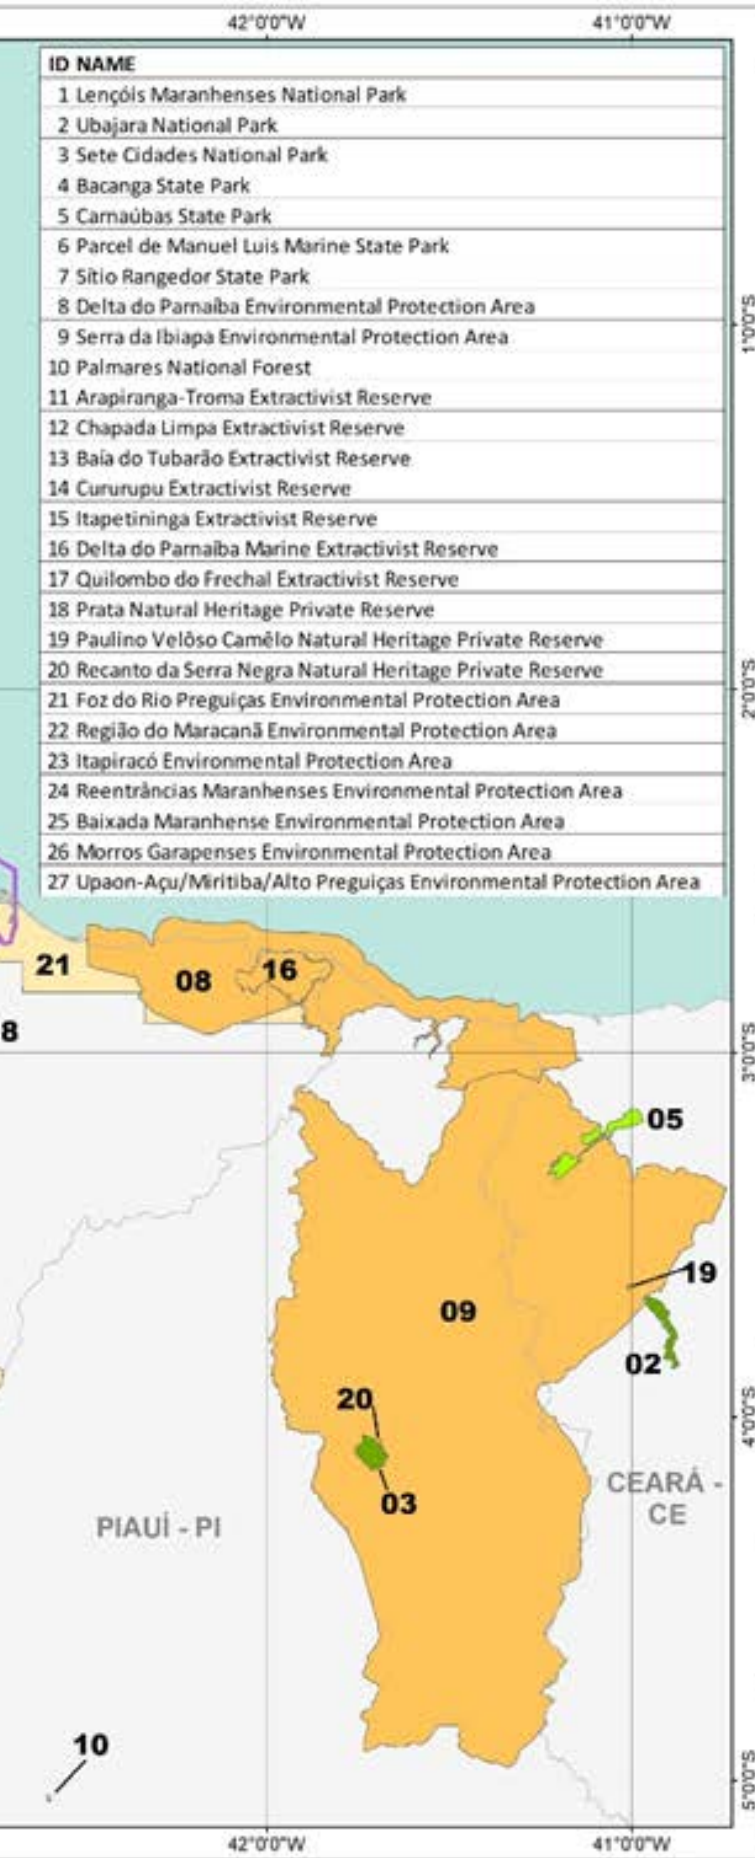 42°0'0"W 41°0'0"W
ID NAME
1 Lençóis Maranhenses National Park
2 Ubajara National Park
3 Sete Cidades National Park
4 Bacanga State Park
5 Carnaúbas State Park
6 Parcel de Manuel Luis Marine State Park
7 Sítio Rangedor State Park
8 Delta do Parnaíba Environmental Protection Area
9 Serra da Ibiapa Environmental Protection Area
10 Palmares National Forest
11 Arapiranga-Troma Extractivist Reserve
12 Chapada Limpa Extractivist Reserve
13 Baía do Tubarão Extractivist Reserve
14 Cururupu Extractivist Reserve
15 Itapetininga Extractivist Reserve
16 Delta do Parnaíba Marine Extractivist Reserve
17 Quilombo do Frechal Extractivist Reserve
18 Prata Natural Heritage Private Reserve
19 Paulino Velôso Camêlo Natural Heritage Private Reserve
20 Recanto da Serra Negra Natural Heritage Private Reserve
21 Foz do Rio Preguiças Environmental Protection Area
22 Região do Maracanã Environmental Protection Area
23 Itapiracó Environmental Protection Area
24 Reentrâncias Maranhenses Environmental Protection Area
25 Baixada Maranhense Environmental Protection Area
26 Morros Garapenses Environmental Protection Area
27 Upaon-Açu/Miritiba/Alto Preguiças Environmental Protection Area
1°0'0"S
2°0'0"S
21
08
16
8
3°0'0"S
05
19
09
02
20
4°0'0"S
03
CEARÁ -
CE
PIAUÍ - PI
10
5°0'0"S
42°0'0"W 41°0'0"W